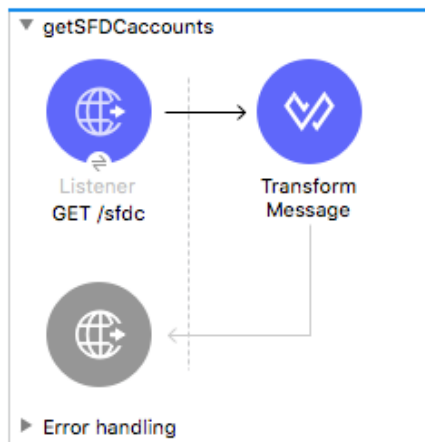 getSFDCaccounts
Listener
GET /sfdc
Transform
Message
Error handling